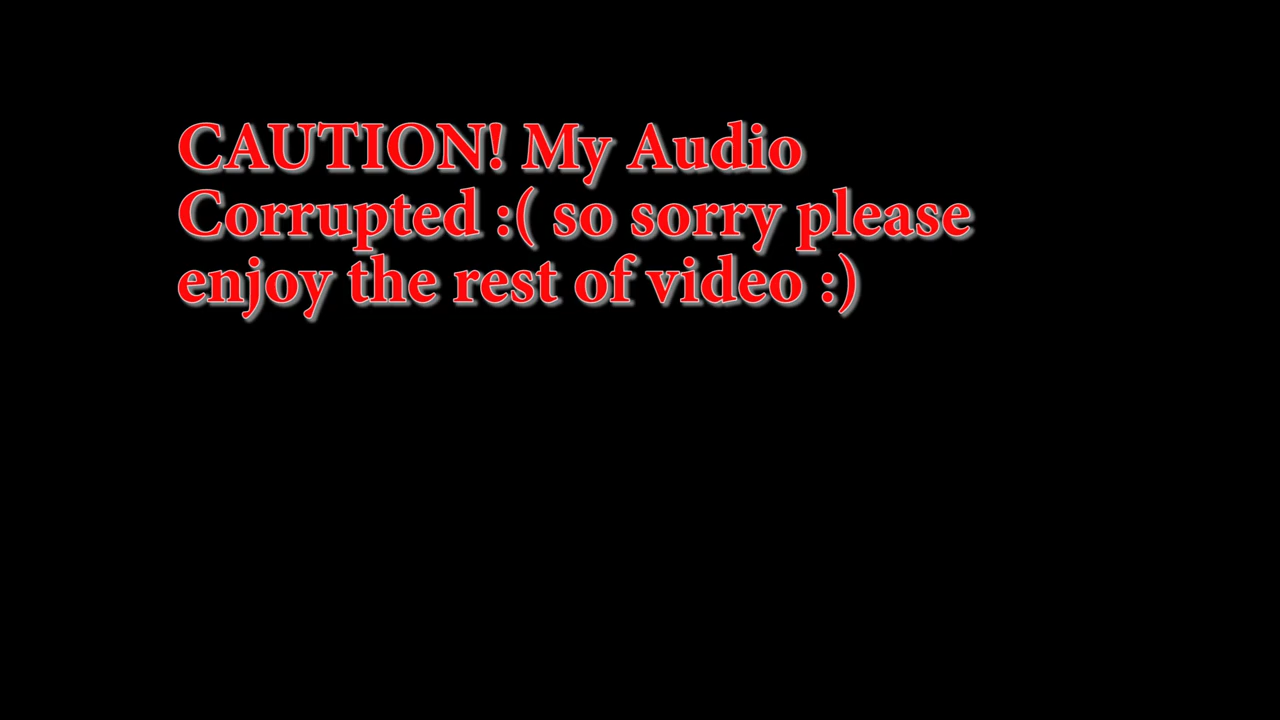 CAUTION! My Audio
Corrupted :( so sorry please
enjoy the rest of video :)